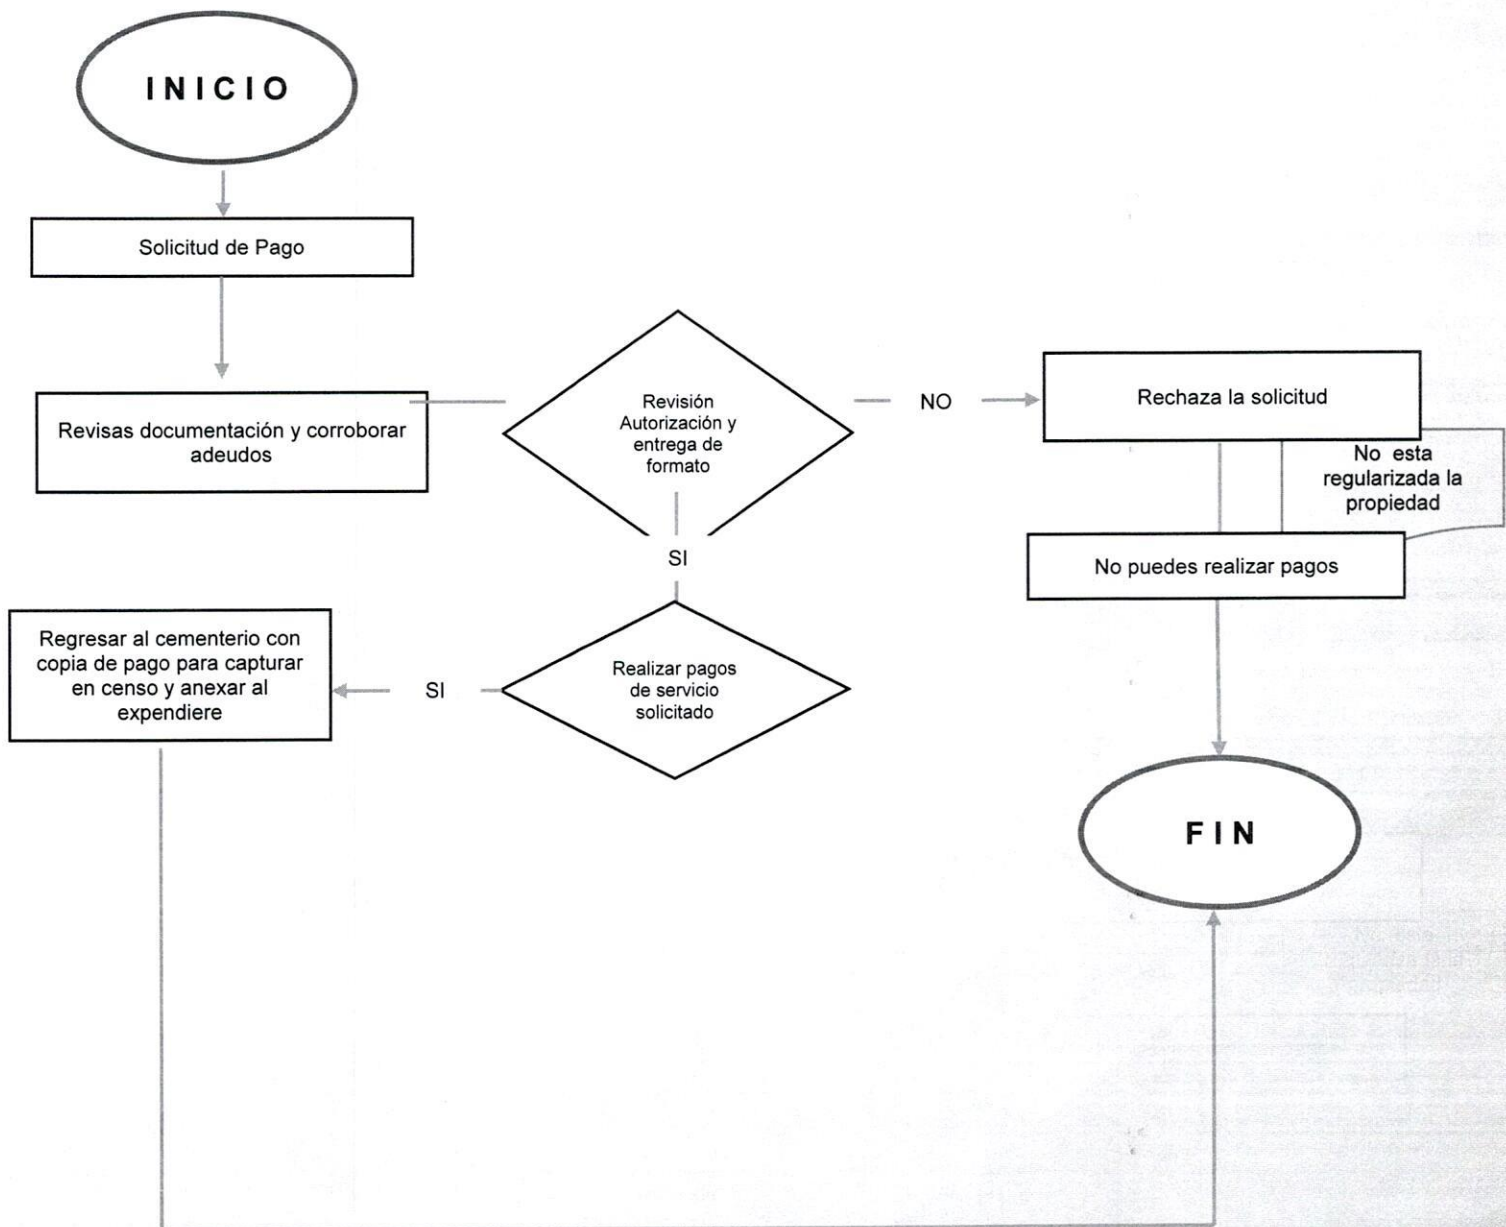 INICIO
Solicitud de Pago
Revisas documentación y corroborar
adeudos
Revisión
Autorización y
entrega de
formato
NO
Rechaza la solicitud
No esta
regularizada la
propiedad
No puedes realizar pagos
SI
Realizar pagos
de servicio
solicitado
SI
Regresar al cementerio con
copia de pago para capturar
en censo y anexar al
expendiere
FIN